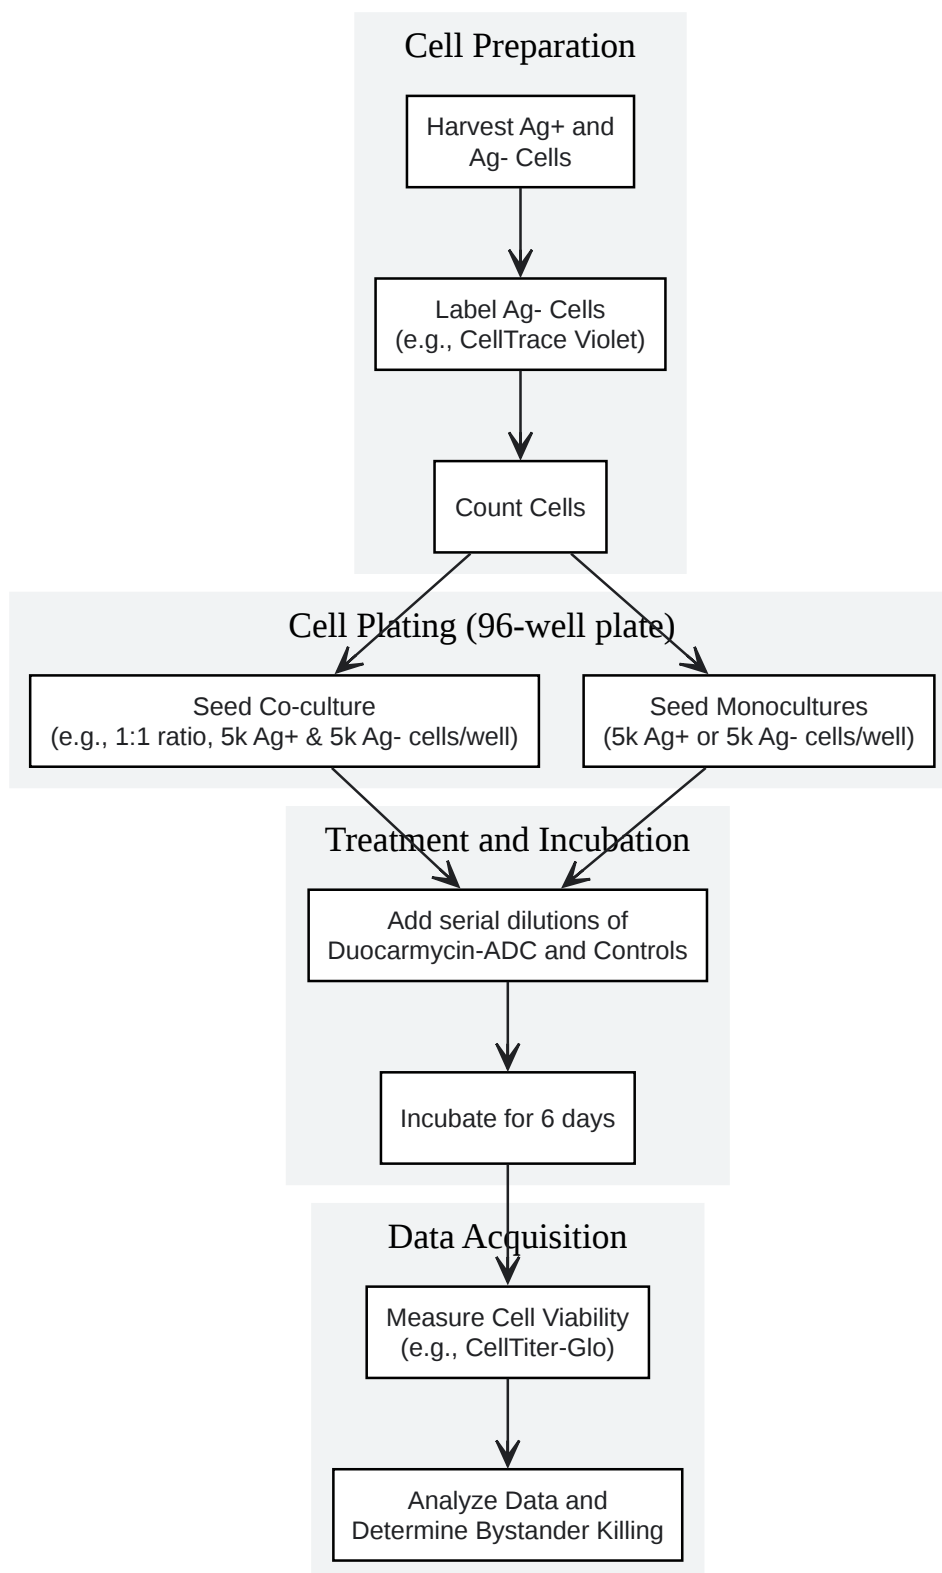 Cell Preparation
Harvest Ag+ and
Ag- Cells
Label Ag- Cells
(e.g., CellTrace Violet)
Count Cells
Cell Plating (96-well plate)
Seed Co-culture
(e.g., 1:1 ratio, 5k Ag+ & 5k Ag- cells/well)
Seed Monocultures
(5k Ag+ or 5k Ag- cells/well)
Treatment and Incubation
Add serial dilutions of
Duocarmycin-ADC and Controls
Incubate for 6 days
Data Acquisition
Measure Cell Viability
(e.g., CellTiter-Glo)
Analyze Data and
Determine Bystander Killing